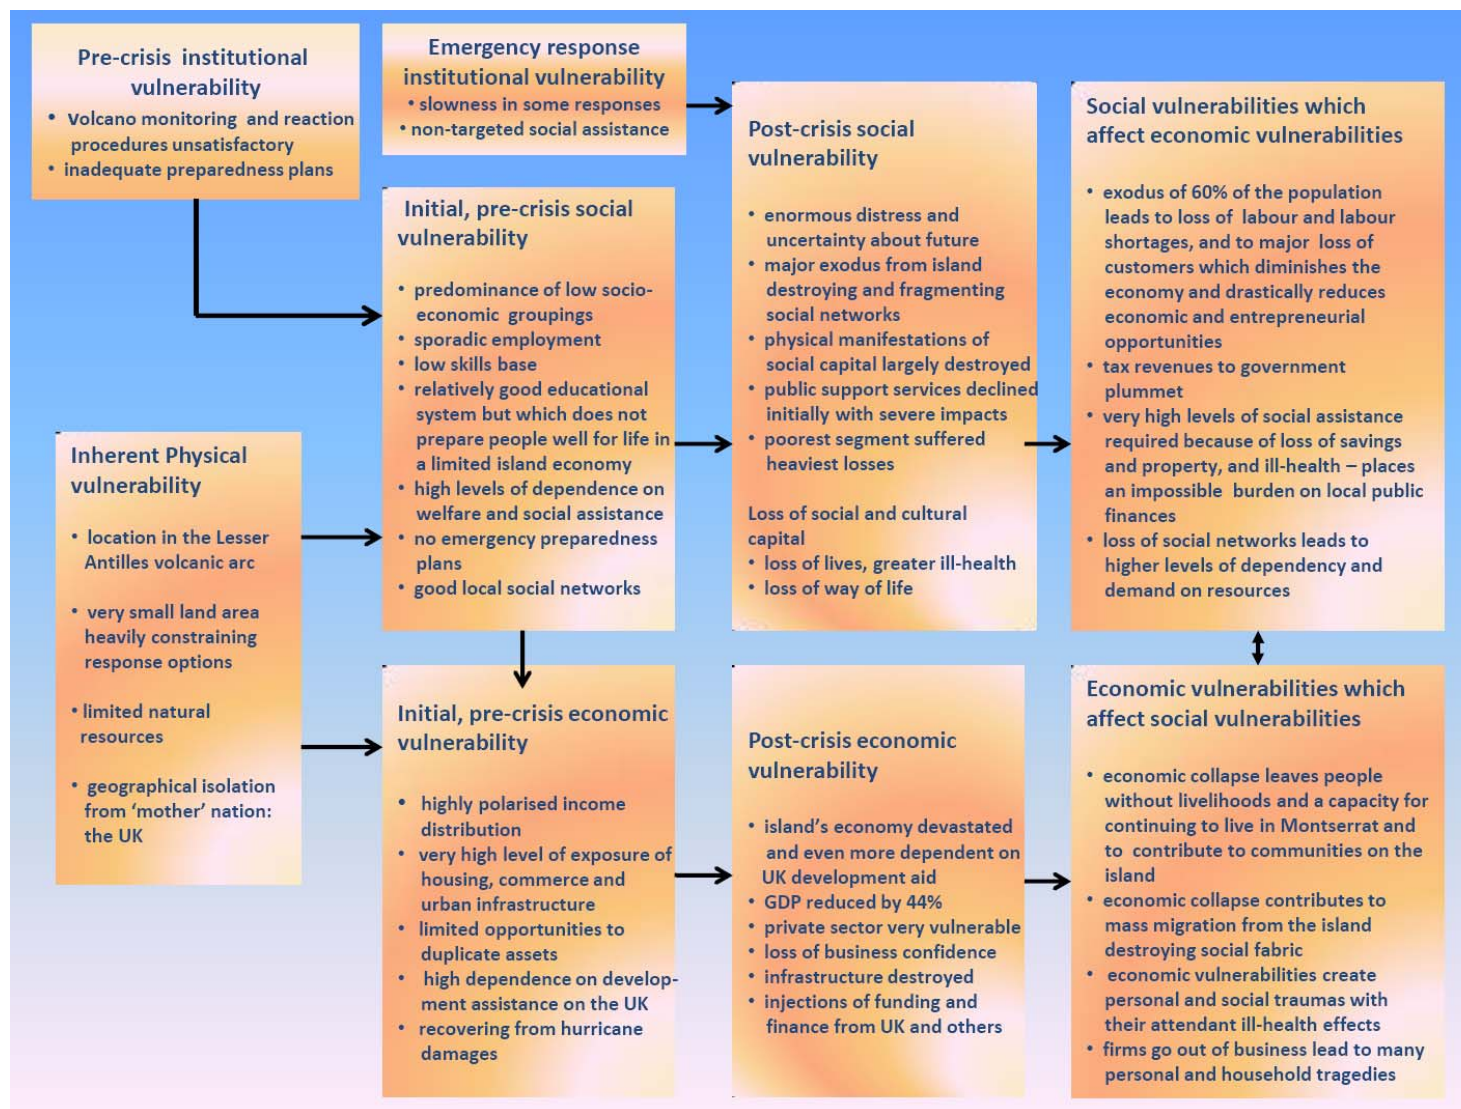 Pre-crisis institutional
vulnerability
• volcano monitoring and reaction
procedures unsatisfactory
• inadequate preparedness plans
Emergency response
institutional vulnerability
• slowness in some responses
• non-targeted social assistance
Initial, pre-crisis social
vulnerability
• predominance of low socio-
economic groupings
• sporadic employment
• low skills base
• relatively good educational
system but which does not
prepare people well for life in
a limited island economy
• high levels of dependence on
welfare and social assistance
• no emergency preparedness
plans
• good local social networks
Inherent Physical
vulnerability
• location in the Lesser
Antilles volcanic arc
• very small land area
heavily constraining
response options
• limited natural
resources
• geographical isolation
from ‘mother’ nation:
the UK
Initial, pre-crisis economic
vulnerability
• highly polarised income
distribution
• very high level of exposure of
housing, commerce and
urban infrastructure
• limited opportunities to
duplicate assets
• high dependence on develop-
ment assistance on the UK
• recovering from hurricane
damages
Post-crisis social
vulnerability
• enormous distress and
uncertainty about future
• major exodus from island
destroying and fragmenting
social networks
• physical manifestations of
social capital largely destroyed
• public support services declined
initially with severe impacts
• poorest segment suffered
heaviest losses
Loss of social and cultural
capital
• loss of lives, greater ill-health
• loss of way of life
Post-crisis economic
vulnerability
• island’s economy devastated
and even more dependent on
UK development aid
• GDP reduced by 44%
• private sector very vulnerable
• loss of business confidence
• infrastructure destroyed
• injections of funding and
finance from UK and others
Social vulnerabilities which
affect economic vulnerabilities
• exodus of 60% of the population
leads to loss of labour and labour
shortages, and to major loss of
customers which diminishes the
economy and drastically reduces
economic and entrepreneurial
opportunities
• tax revenues to government
plummet
• very high levels of social assistance
required because of loss of savings
and property, and ill-health – places
an impossible burden on local public
finances
• loss of social networks leads to
higher levels of dependency and
demand on resources
Economic vulnerabilities which
affect social vulnerabilities
• economic collapse leaves people
without livelihoods and a capacity for
continuing to live in Montserrat and
to contribute to communities on the
island
• economic collapse contributes to
mass migration from the island
destroying social fabric
• economic vulnerabilities create
personal and social traumas with
their attendant ill-health effects
• firms go out of business lead to many
personal and household tragedies